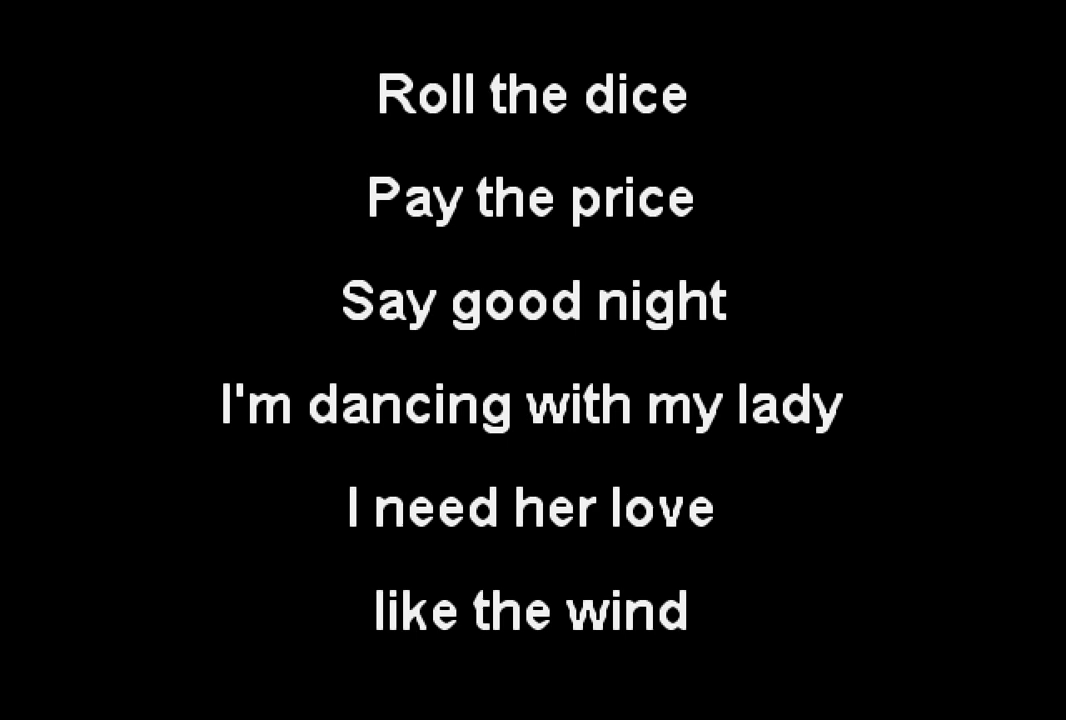 Roll the dice
Pay the price
Say good night
I'm dancing with my lady
I need her love
like the wind